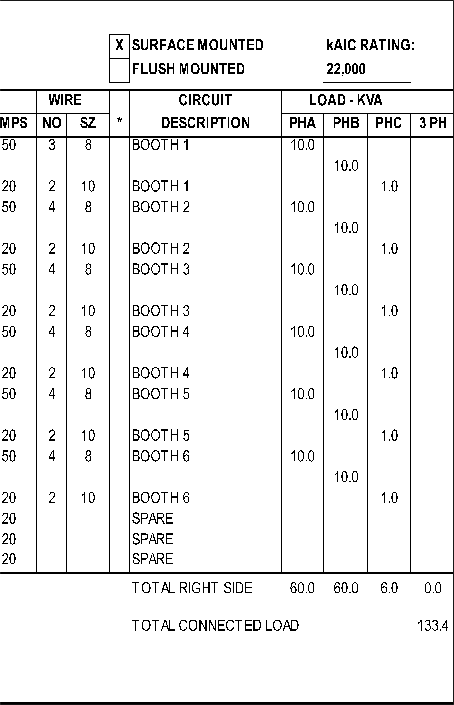 X SURFACE MOUNTED kAIC RATING:
FLUSH MOUNTED 22,000
WIRE CIRCUIT LOAD - KVA
MPS NO SZ * DESCRIPTION PHA PHB PHC 3 PH
50 3 8 BOOTH 1 10.0
10.0
20 2 10 BOOTH 1 1.0
50 4 8 BOOTH 2 10.0
10.0
20 2 10 BOOTH 2 1.0
50 4 8 BOOTH 3 10.0
10.0
20 2 10 BOOTH 3 1.0
50 4 8 BOOTH 4 10.0
10.0
20 2 10 BOOTH 4 1.0
50 4 8 BOOTH 5 10.0
10.0
20 2 10 BOOTH 5 1.0
50 4 8 BOOTH 6 10.0
10.0
20 2 10 BOOTH 6 1.0
20 SPARE
20 SPARE
20 SPARE
TOTAL RIGHT SIDE 60.0 60.0 6.0 0.0
TOTAL CONNECTED LOAD 133.4